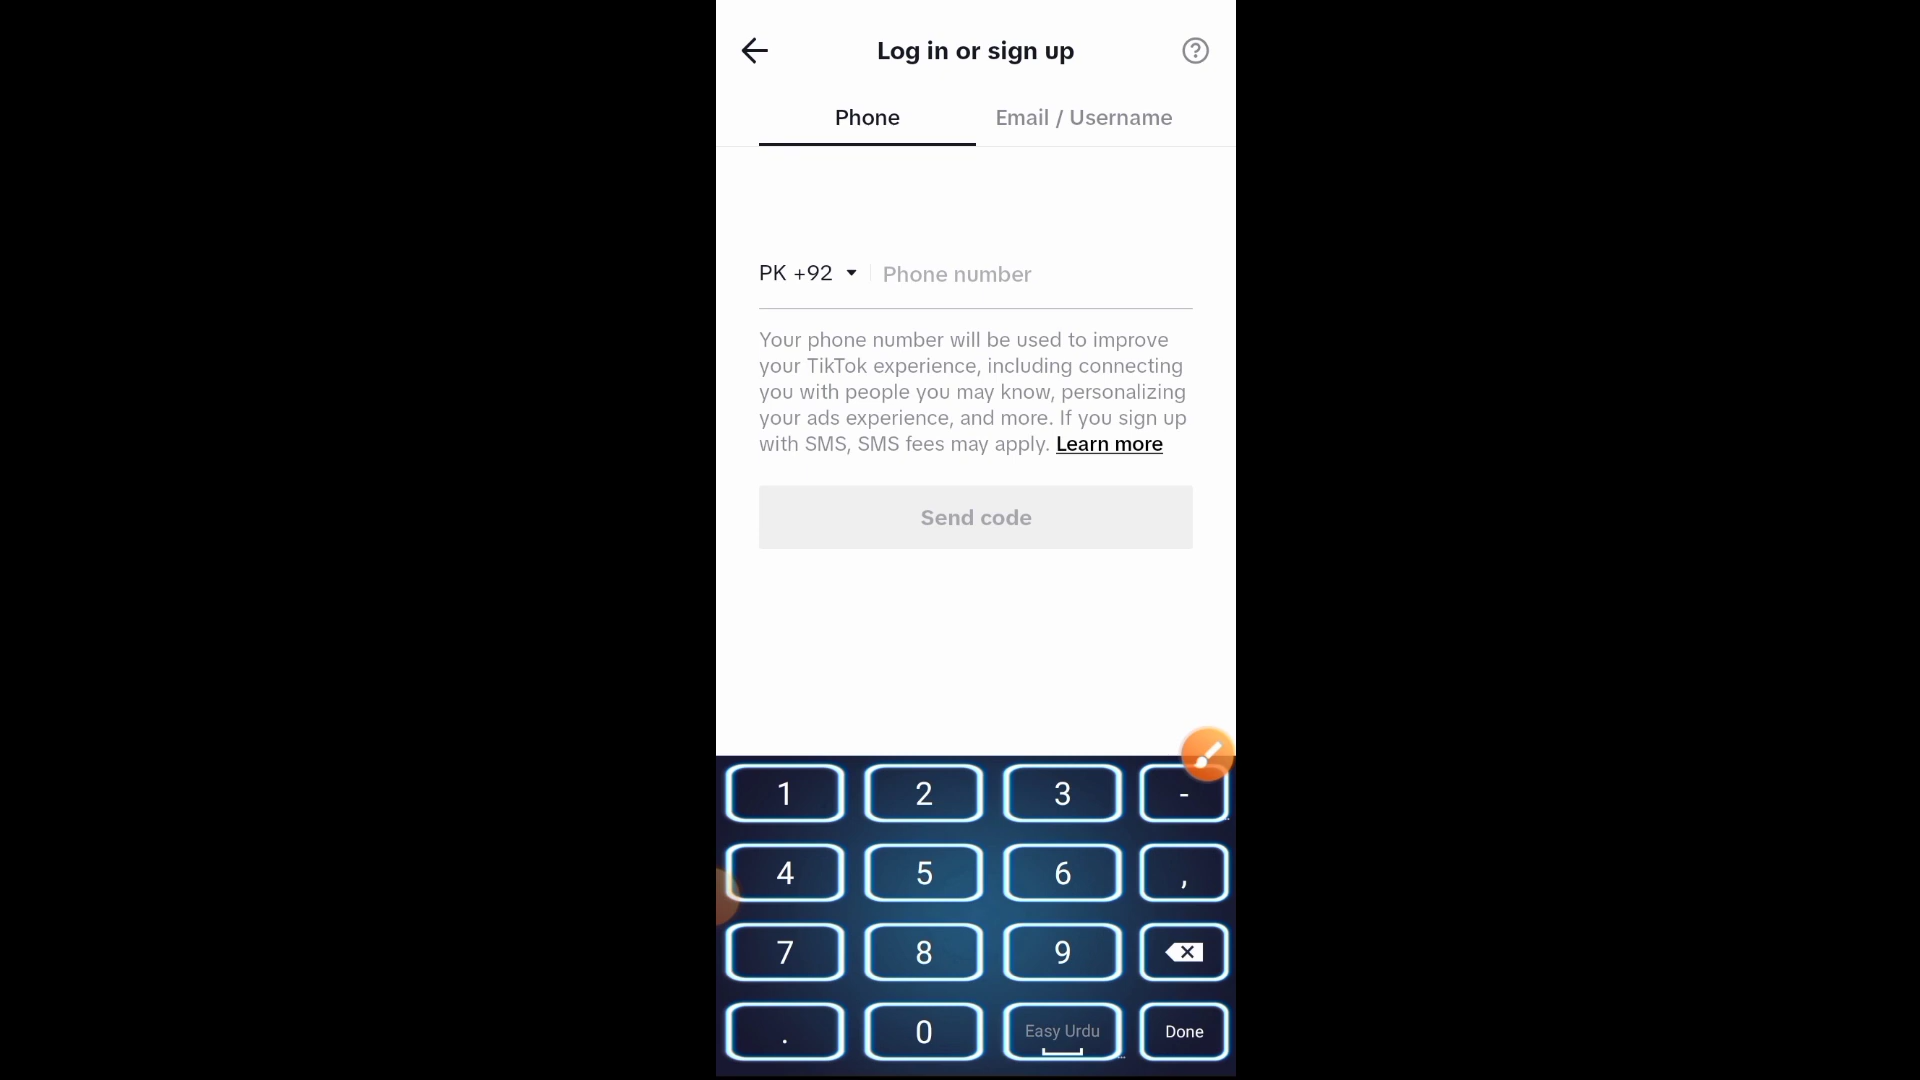 Log in or sign up
Phone
Email / Username
PK +92
Phone number
Your phone number will be used to improve
your TikTok experience, including connecting
you with people you may know, personalizing
your ads experience, and more. If you sign up
with SMS, SMS fees may apply. Learn more
Send code
1 2 3 -
4 5 6 ,
7 8 9
. 0 Easy Urdu Done